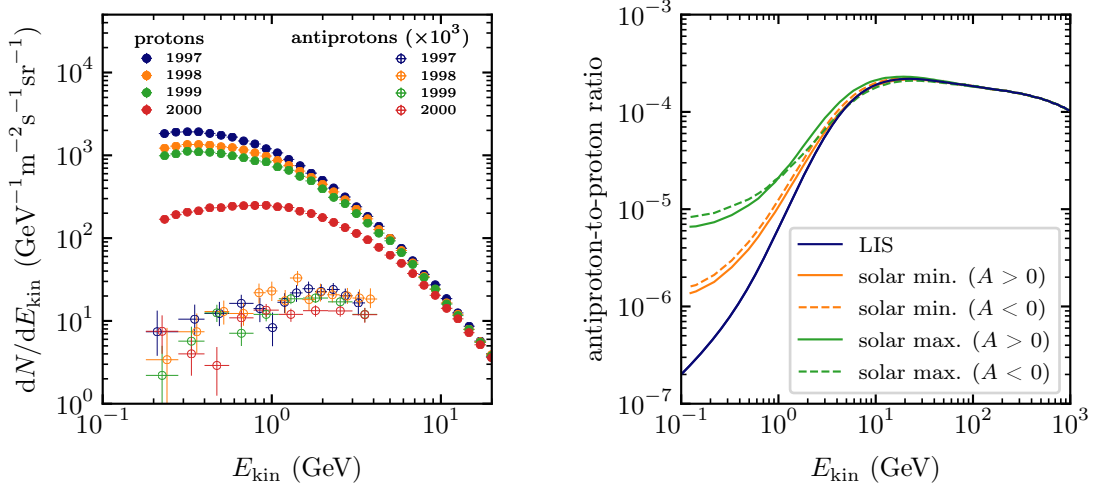 protons
1997
1998
1999
2000
antiprotons (×10³)
1997
1998
1999
2000
10⁴
10³
10²
10¹
10⁰
dN/dE_kin (GeV⁻¹m⁻²s⁻¹sr⁻¹)
10⁻¹
10⁰
10¹
E_kin (GeV)
10⁻³
10⁻⁴
10⁻⁵
10⁻⁶
10⁻⁷
antiproton-to-proton ratio
LIS
solar min. (A > 0)
solar min. (A < 0)
solar max. (A > 0)
solar max. (A < 0)
10⁻¹
10⁰
10¹
10²
10³
E_kin (GeV)